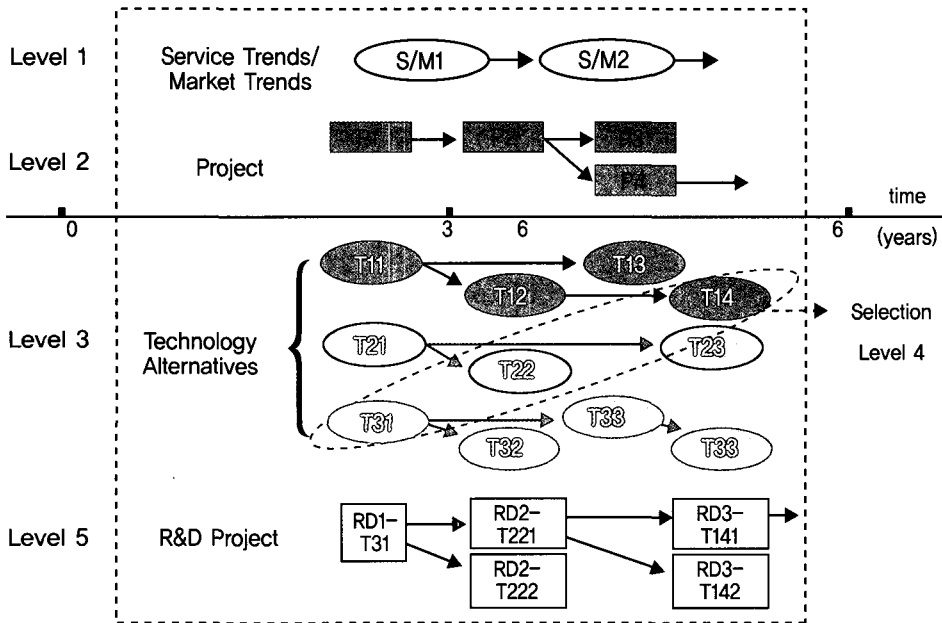 Level 1
Service Trends/
Market Trends
S/M1
S/M2
Level 2
Project
P4
time
0
3
6
6
(years)
T11
T13
T12
T14
Selection
Level 3
Technology
Alternatives
T21
T23
Level 4
T22
T31
T33
T32
T33
Level 5
R&D Project
RD1-
T31
RD2-
T221
RD3-
T141
RD2-
T222
RD3-
T142